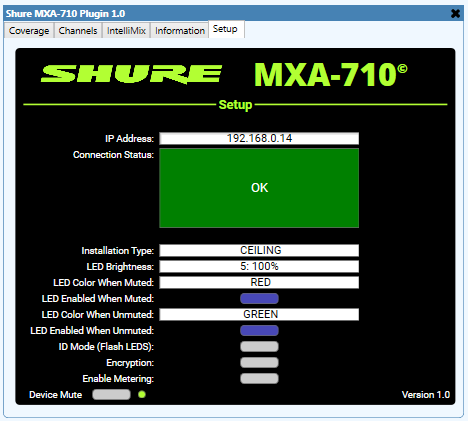 Shure MXA-710 Plugin 1.0
Coverage Channels IntelliMix Information Setup
SHURE MXA-710©
Setup
IP Address: 192.168.0.14
Connection Status: OK
Installation Type: CEILING
LED Brightness: 5: 100%
LED Color When Muted: RED
LED Enabled When Muted:
LED Color When Unmuted: GREEN
LED Enabled When Unmuted:
ID Mode (Flash LEDS):
Encryption:
Enable Metering:
Device Mute Version 1.0